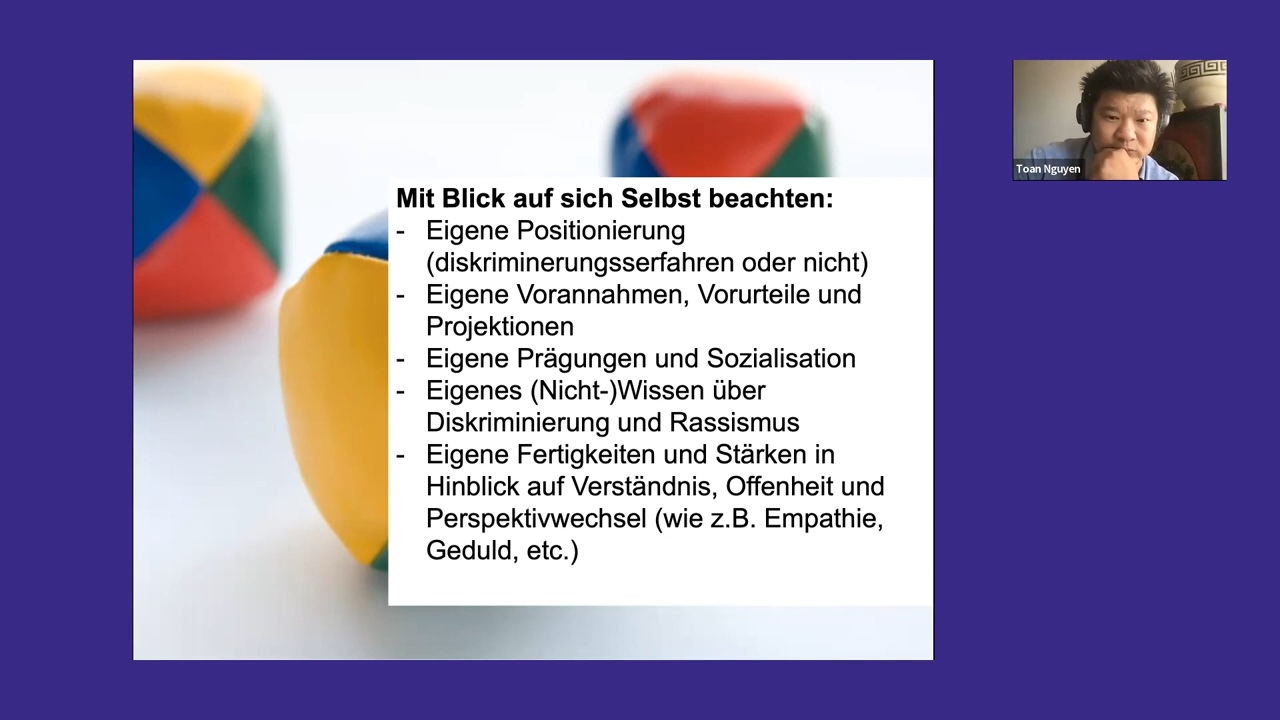 Mit Blick auf sich Selbst beachten:
- Eigene Positionierung
(diskriminerungsserfahren oder nicht)
- Eigene Vorannahmen, Vorurteile und
Projektionen
- Eigene Prägungen und Sozialisation
- Eigenes (Nicht-)Wissen über
Diskriminierung und Rassismus
- Eigene Fertigkeiten und Stärken in
Hinblick auf Verständnis, Offenheit und
Perspektivwechsel (wie z.B. Empathie,
Geduld, etc.)
Toan Nguyen